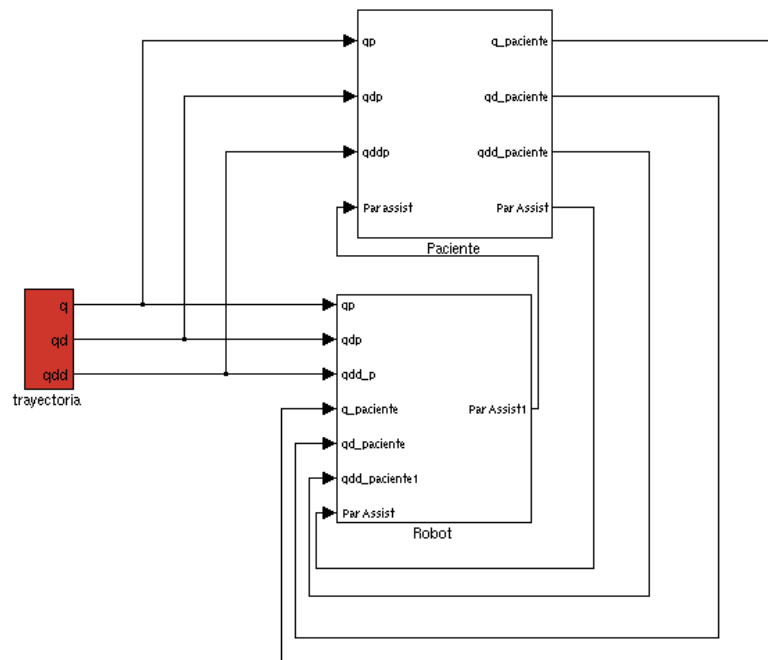 qp
q_paciente
qdp
qd_paciente
qddp
qdd_paciente
Par assist
Par Assist
Paciente
q
qd
qdd
trayectoria
qp
qdp
qdd_p
q_paciente
Par Assist1
qd_paciente
qdd_paciente1
Par Assist
Robot